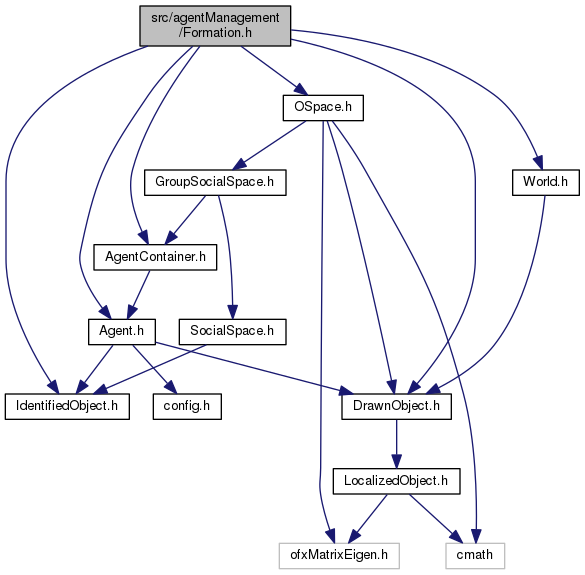 src/agentManagement
/Formation.h
OSpace.h
GroupSocialSpace.h
World.h
AgentContainer.h
Agent.h
SocialSpace.h
IdentifiedObject.h
config.h
DrawnObject.h
LocalizedObject.h
ofxMatrixEigen.h
cmath